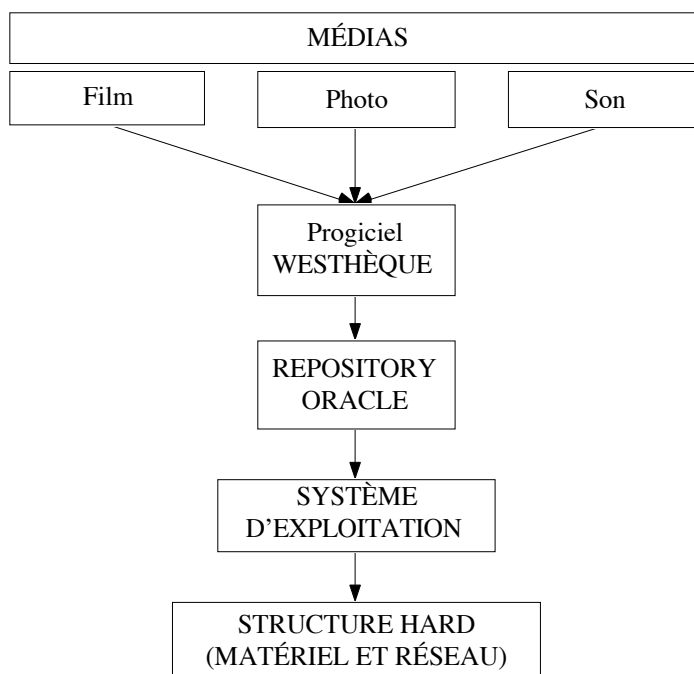 MÉDIAS
Film
Photo
Son
Progiciel
WESTHÈQUE
REPOSITORY
ORACLE
SYSTÈME
D’EXPLOITATION
STRUCTURE HARD
(MATÉRIEL ET RÉSEAU)